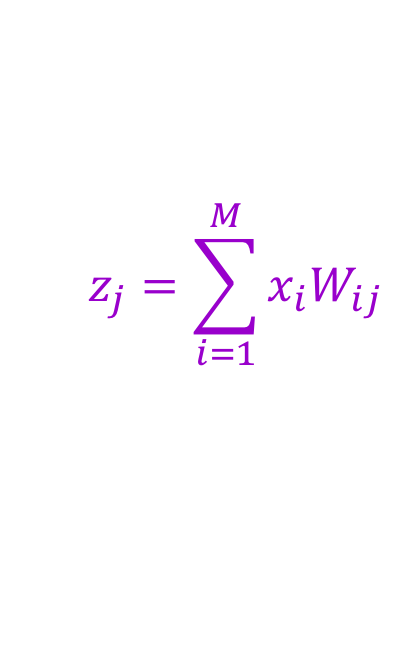 z_j = \sum_{i=1}^{M} x_i W_{ij}